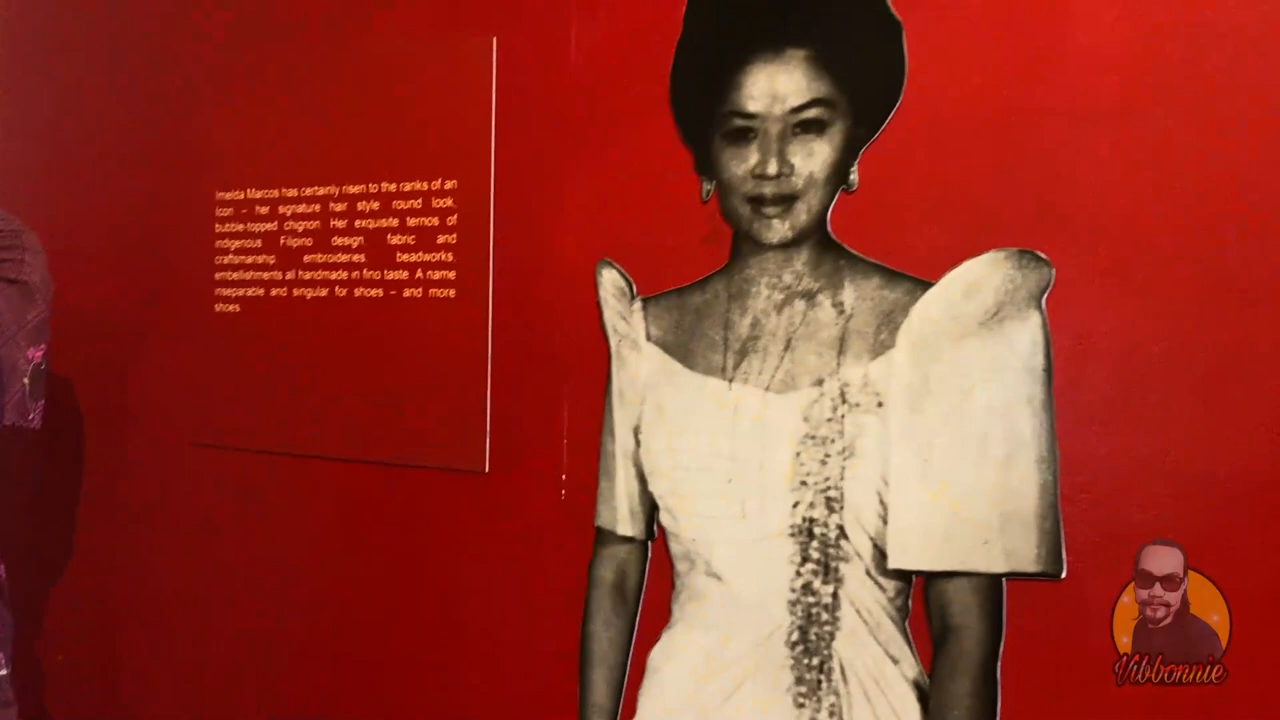 Imelda Marcos has certainly risen to the ranks of an
Icon – her signature hair style round look,
bubble-topped chignon. Her exquisite ternos of
indigenous Filipino design, fabric and
craftsmanship, embroideries, beadworks,
embellishments all handmade in fino taste. A name
inseparable and singular for shoes – and more
shoes.
Vibbonnie